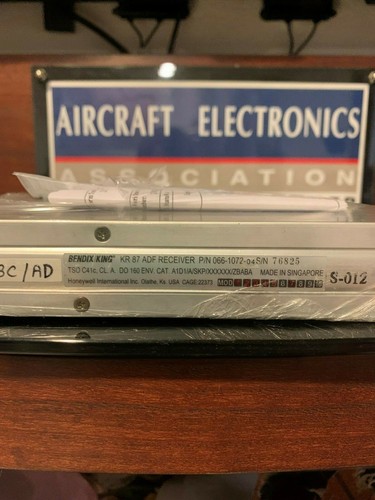 AIRCRAFT ELECTRONICS
ASSOCIATION
BC/AD
BENDIX/KING KR 87 ADF RECEIVER P/N 066-1072-04 S/N 76825
TSO C41c, CL. A. DO 160 ENV. CAT A1D1/A/SKP/XXXXXX/ZBABA MADE IN SINGAPORE
Honeywell International Inc. Olathe, Ks. USA CAGE:22373 MOD
S-012